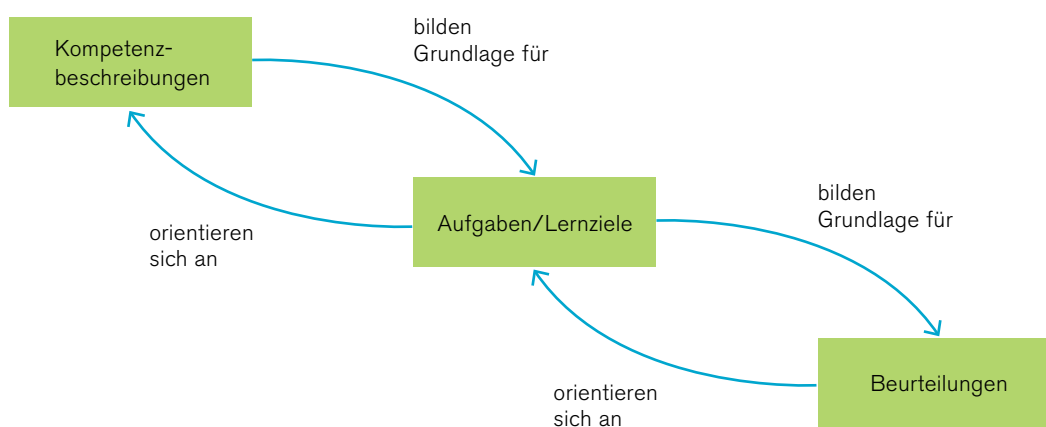 bilden
Grundlage für
Kompetenz-
beschreibungen
bilden
Grundlage für
Aufgaben/Lernziele
orientieren
sich an
Beurteilungen
orientieren
sich an